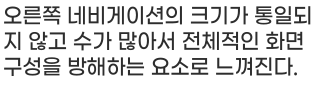 오른쪽 네비게이션의 크기가 통일되
지 않고 수가 많아서 전체적인 화면
구성을 방해하는 요소로 느껴진다.